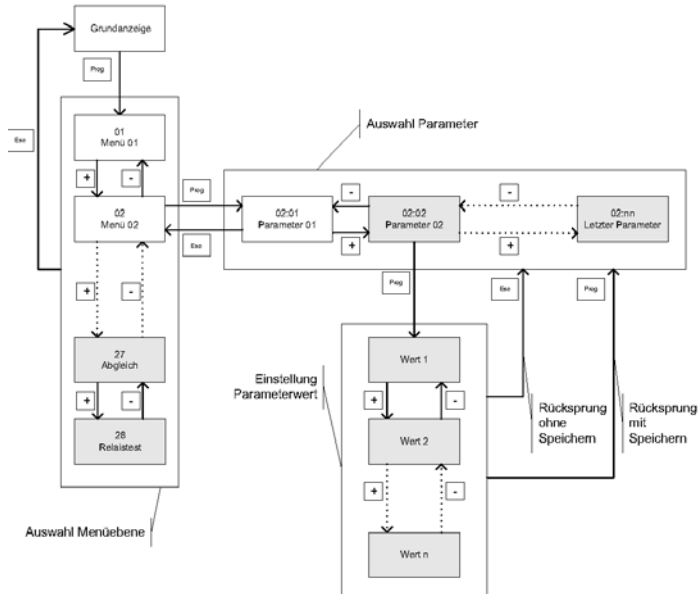 Grundanzeige
Prog
Esc
01
Menü 01
+
-
Auswahl Parameter
02
Menü 02
Prog
Esc
02:01
Parameter 01
-
+
02:02
Parameter 02
-
+
02:nn
Letzter Parameter
+
-
Prog
Esc
Prog
27
Abgleich
+
-
28
Relaistest
Einstellung
Parameterwert
Wert 1
+
-
Wert 2
+
-
Wert n
Rücksprung
ohne
Speichern
Rücksprung
mit
Speichern
Auswahl Menüebene